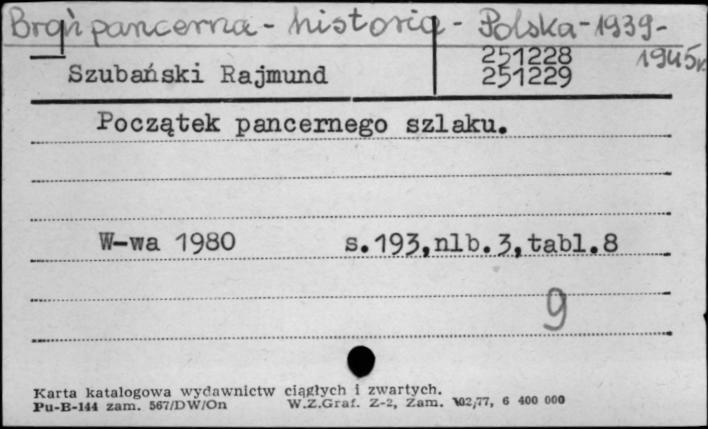 Broń pancerna - historia - Polska - 1939-
1945r.
251228
Szubański Rajmund
251229
Początek pancernego szlaku.
W-wa 1980 s.193,nlb.3,tabl.8
9
Karta katalogowa wydawnictw ciągłych i zwartych.
Pu-B-144 zam. 567/DW/On W.Z.Graf. Z-2, Zam. 102/77, 6 400 000